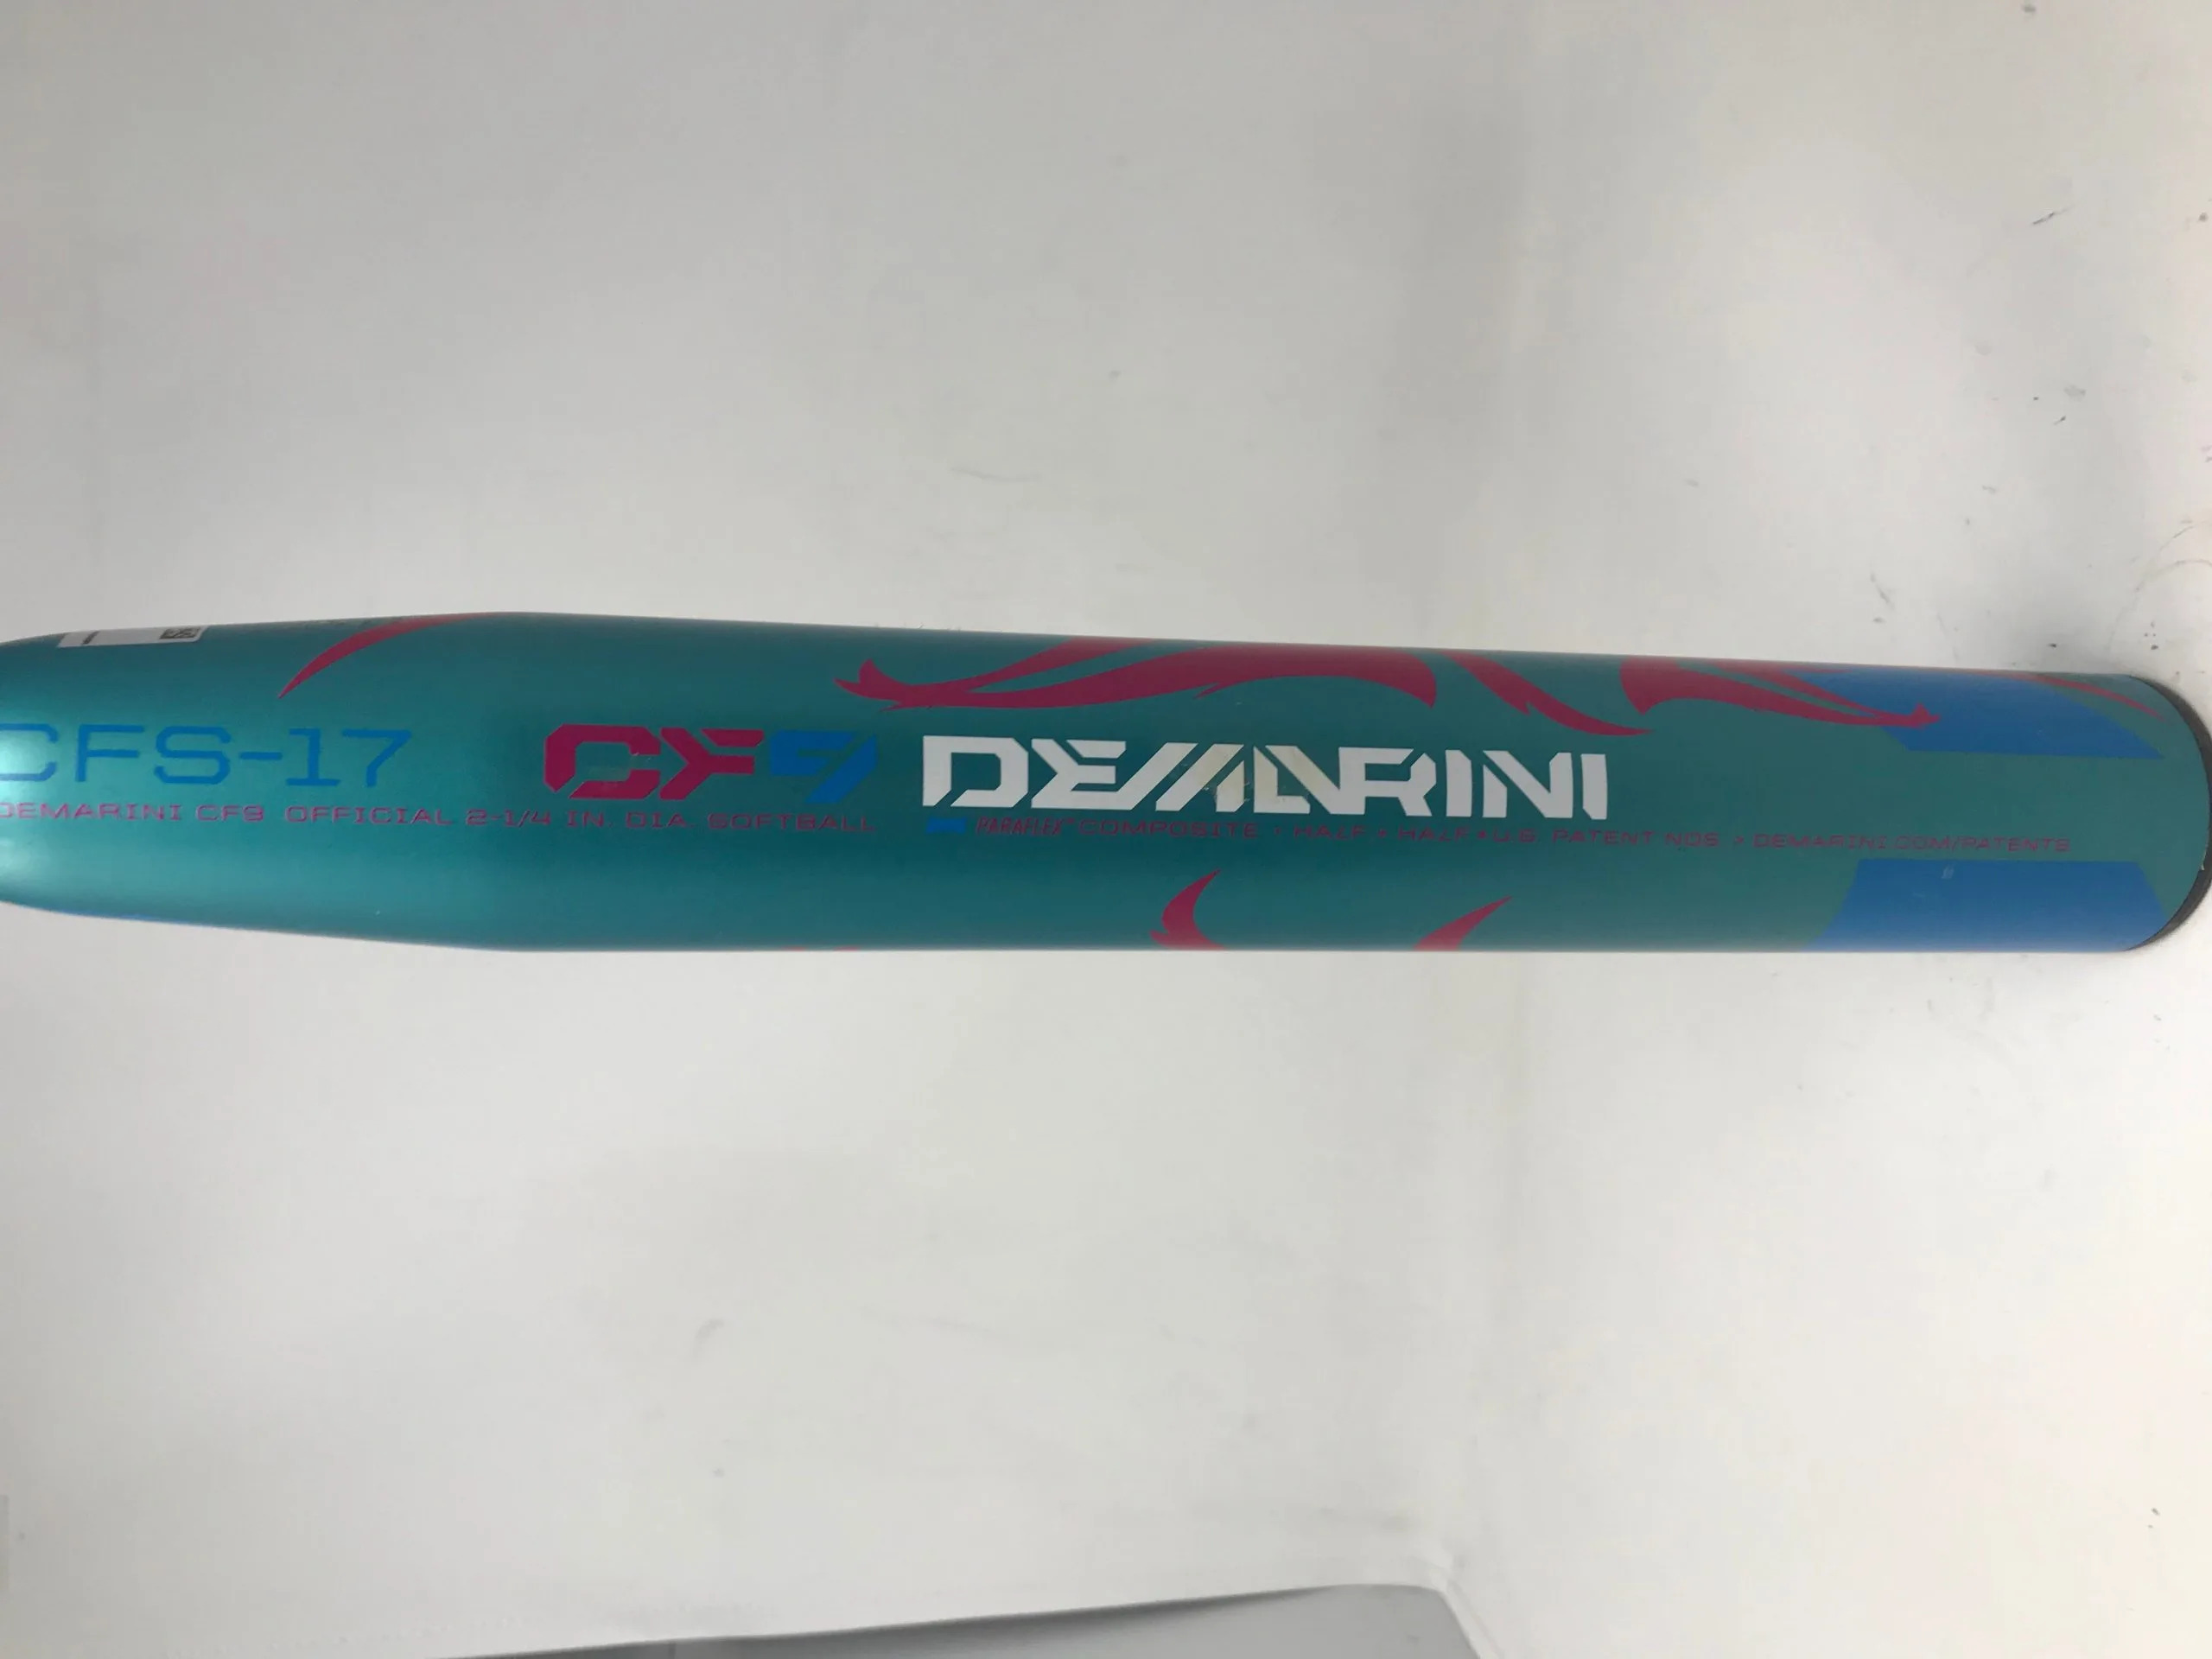 CFS-17
CF9 DEMARINI
DEMARINI CF9 OFFICIAL 2-1/4 IN. DIA. SOFTBALL
PARAFLEX™ COMPOSITE • HALF + HALF • U.S. PATENT NOS > DEMARINI.COM/PATENTS